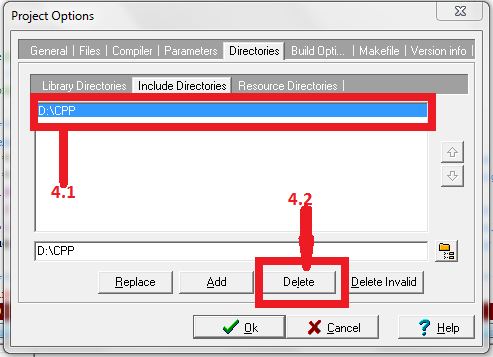 Project Options
General Files Compiler Parameters Directories Build Opti... Makefile Version info
Library Directories Include Directories Resource Directories
D:\CPP
4.1
4.2
D:\CPP
Replace Add Delete Delete Invalid
Ok Cancel Help